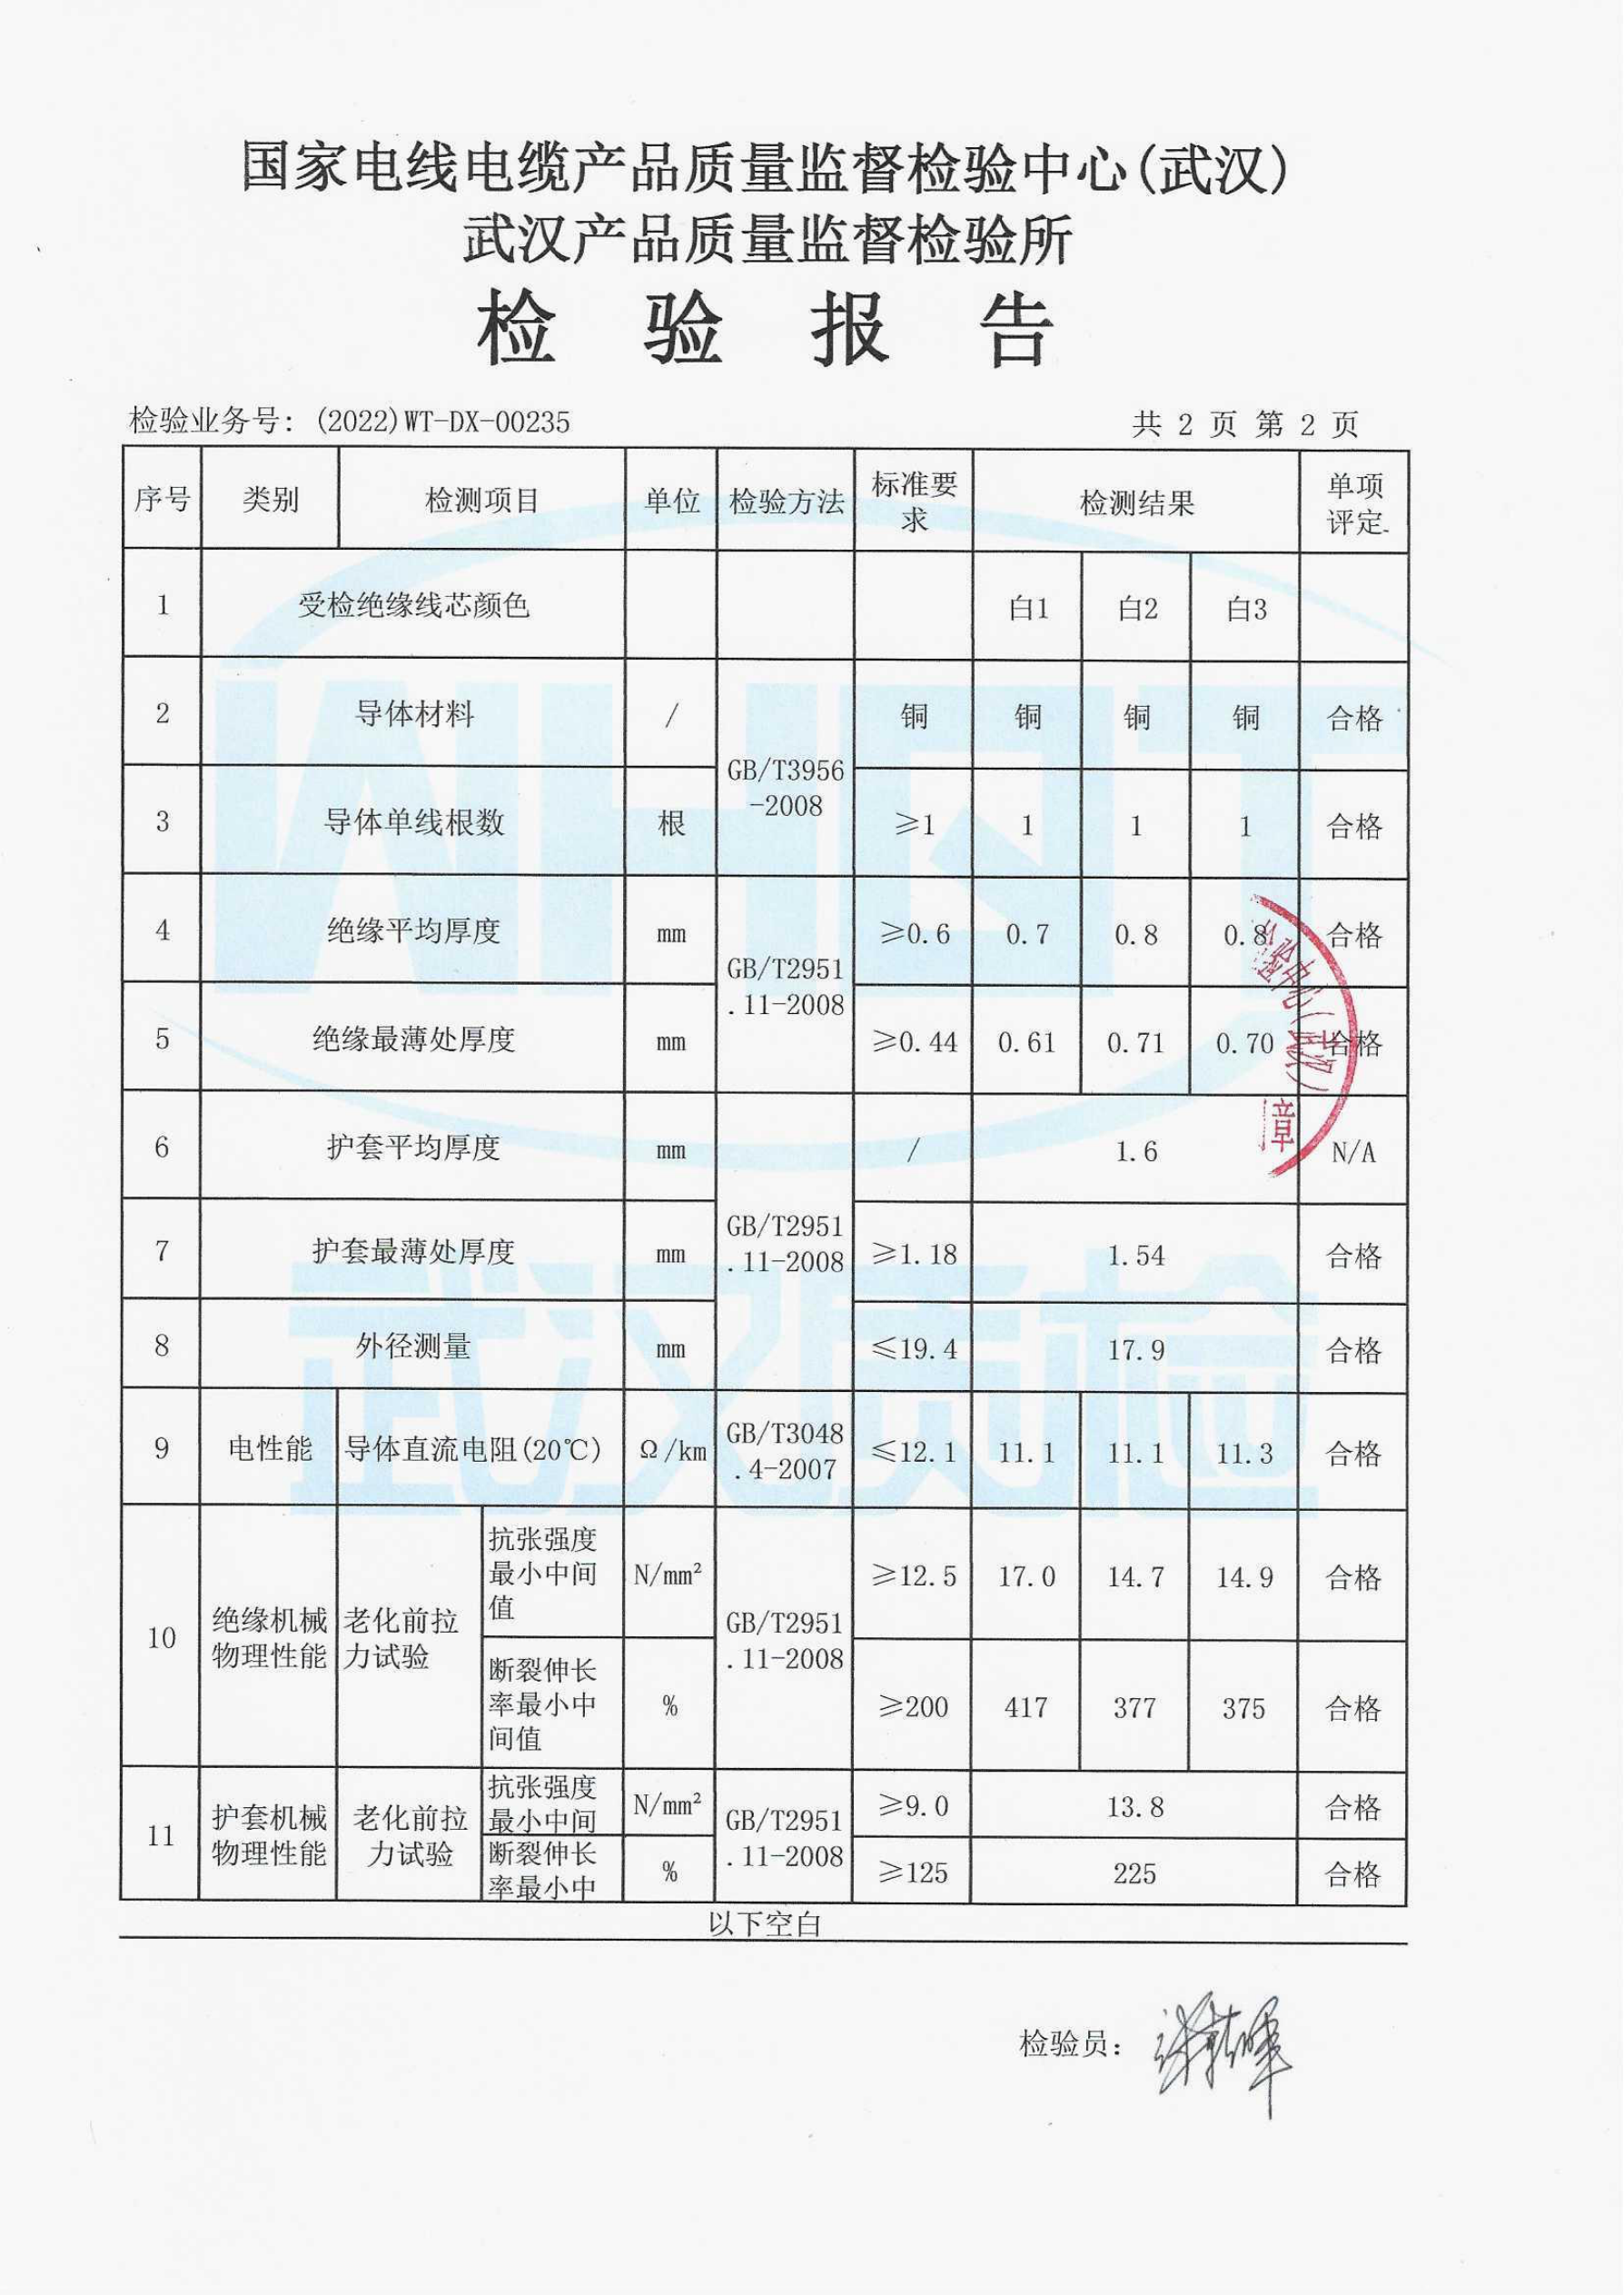 国家电线电缆产品质量监督检验中心(武汉)
武汉产品质量监督检验所
检 验 报 告
检验业务号: (2022)WT-DX-00235 共 2 页 第 2 页
序号 类别 检测项目 单位 检验方法 标准要求 检测结果 单项评定
1 受检绝缘线芯颜色 白1 白2 白3
2 导体材料 / GB/T3956-2008 铜 铜 铜 铜 合格
3 导体单线根数 根 ≥1 1 1 1 合格
4 绝缘平均厚度 mm GB/T2951.11-2008 ≥0.6 0.7 0.8 0.8 合格
5 绝缘最薄处厚度 mm ≥0.44 0.61 0.71 0.70 合格
6 护套平均厚度 mm GB/T2951.11-2008 / 1.6 N/A
7 护套最薄处厚度 mm ≥1.18 1.54 合格
8 外径测量 mm ≤19.4 17.9 合格
9 电性能 导体直流电阻(20℃) Ω/km GB/T3048.4-2007 ≤12.1 11.1 11.1 11.3 合格
10 绝缘机械物理性能 老化前拉力试验 抗张强度最小中间值 N/mm² GB/T2951.11-2008 ≥12.5 17.0 14.7 14.9 合格
断裂伸长率最小中间值 % ≥200 417 377 375 合格
11 护套机械物理性能 老化前拉力试验 抗张强度最小中间 N/mm² GB/T2951.11-2008 ≥9.0 13.8 合格
断裂伸长率最小中 % ≥125 225 合格
以下空白
检验员:
WHQT
武汉质检
验中心(武汉)
章